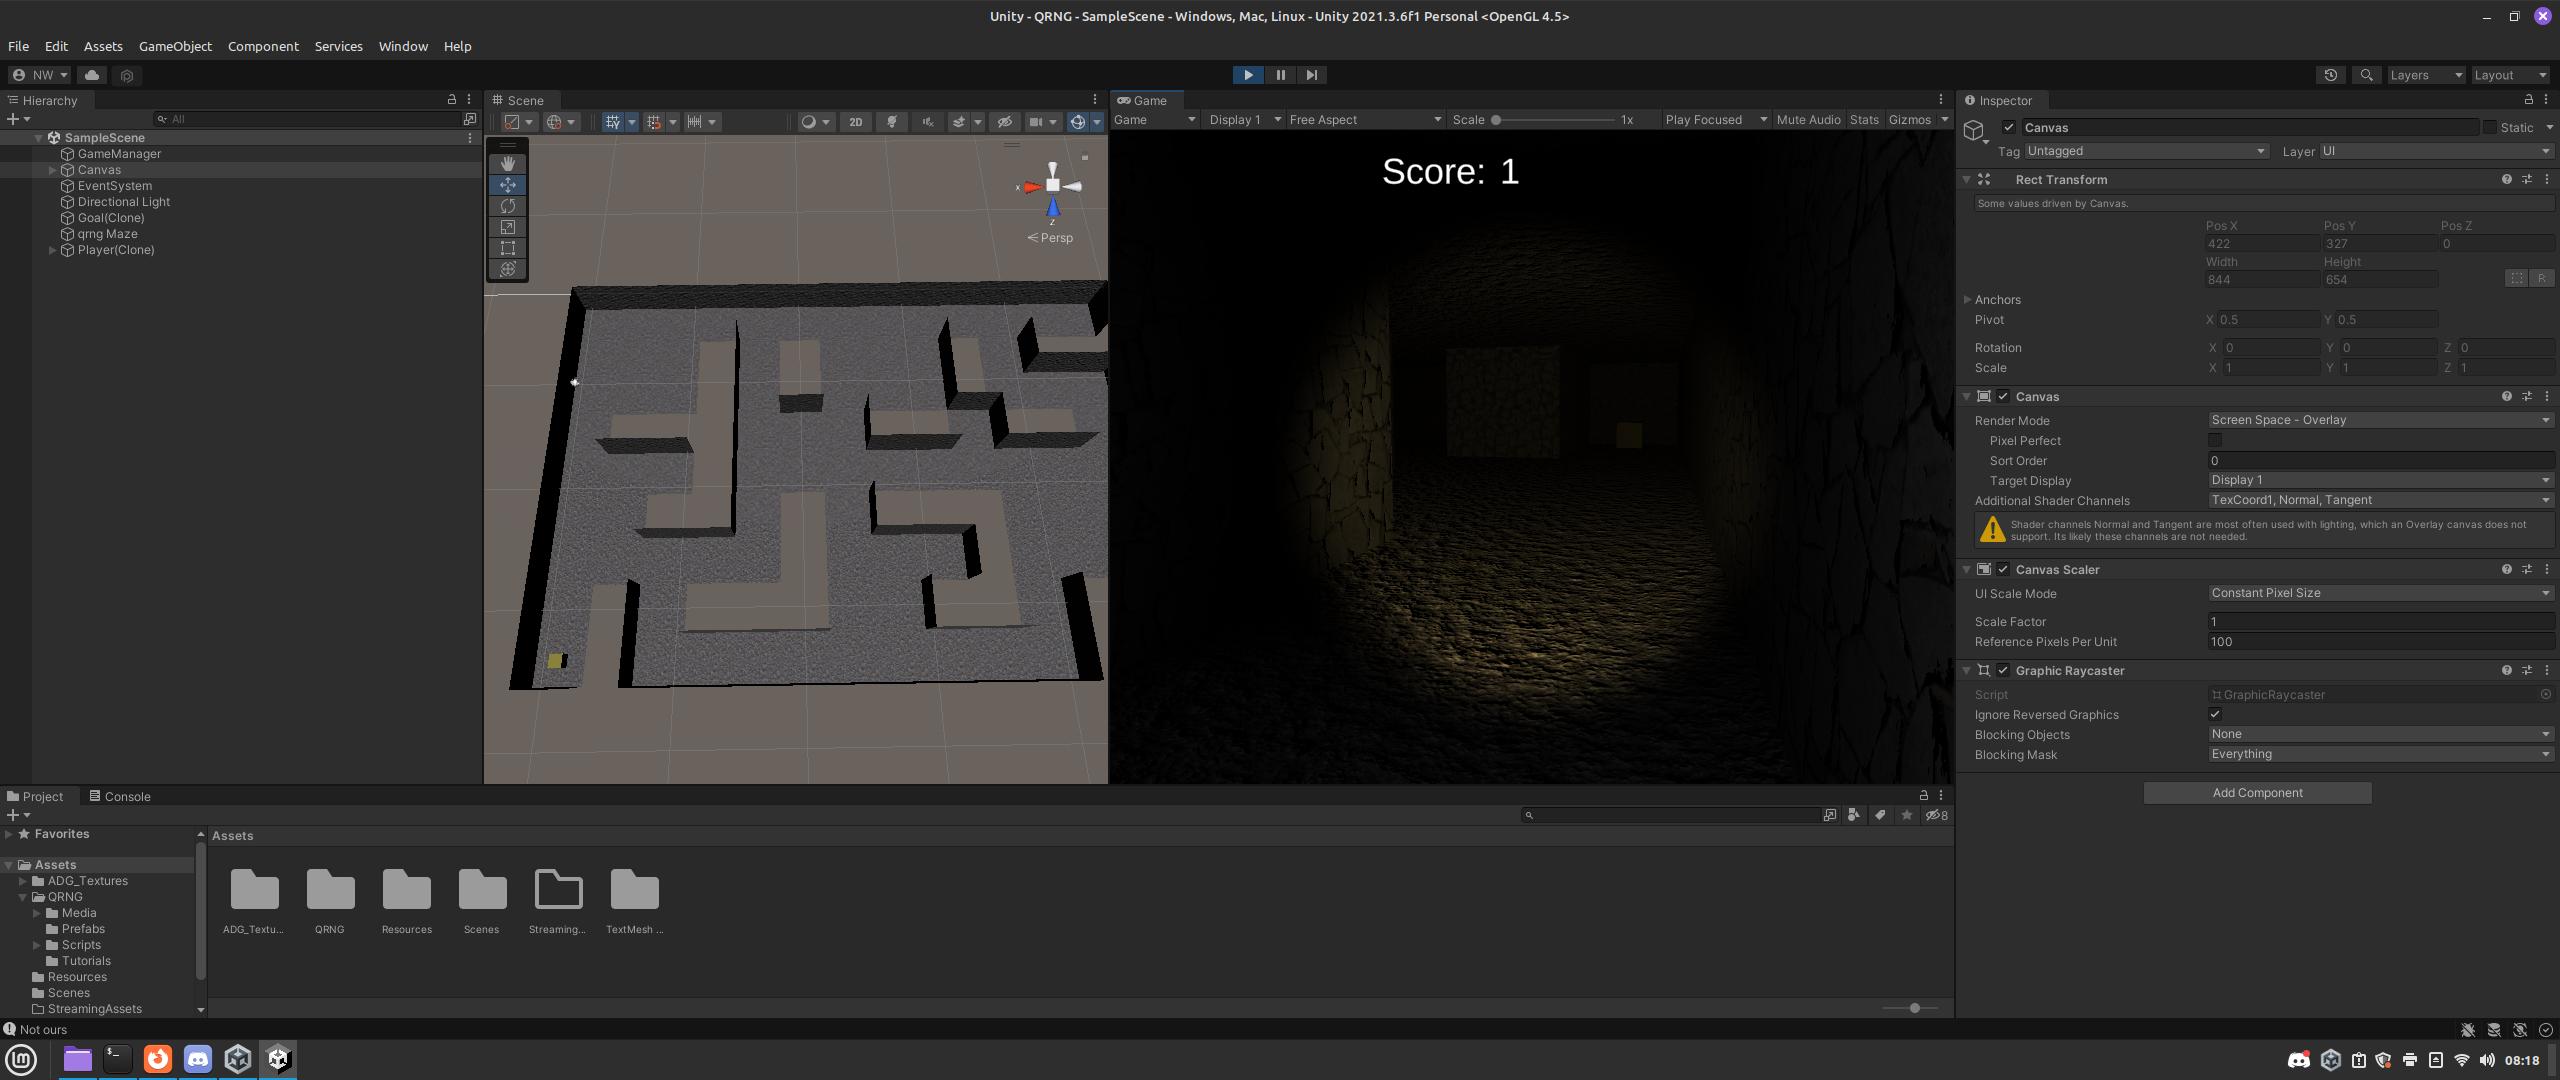 Unity - QRNG - SampleScene - Windows, Mac, Linux - Unity 2021.3.6f1 Personal <OpenGL 4.5>
File Edit Assets GameObject Component Services Window Help
NW
Layers Layout
Hierarchy
All
SampleScene
GameManager
Canvas
EventSystem
Directional Light
Goal(Clone)
qrng Maze
Player(Clone)
Scene
2D
x
z
Persp
Game
Game Display 1 Free Aspect Scale 1x Play Focused Mute Audio Stats Gizmos
Score: 1
Inspector
Canvas Static
Tag Untagged Layer UI
Rect Transform
Some values driven by Canvas.
Pos X Pos Y Pos Z
422 327 0
Width Height
844 654 R
Anchors
Pivot X 0.5 Y 0.5
Rotation X 0 Y 0 Z 0
Scale X 1 Y 1 Z 1
Canvas
Render Mode Screen Space - Overlay
Pixel Perfect
Sort Order 0
Target Display Display 1
Additional Shader Channels TexCoord1, Normal, Tangent
Shader channels Normal and Tangent are most often used with lighting, which an Overlay canvas does not
support. Its likely these channels are not needed.
Canvas Scaler
UI Scale Mode Constant Pixel Size
Scale Factor 1
Reference Pixels Per Unit 100
Graphic Raycaster
Script GraphicRaycaster
Ignore Reversed Graphics
Blocking Objects None
Blocking Mask Everything
Add Component
Project Console
8
Favorites
Assets
ADG_Textures
QRNG
Media
Prefabs
Scripts
Tutorials
Resources
Scenes
StreamingAssets
Assets
ADG_Textu... QRNG Resources Scenes Streaming... TextMesh ...
Not ours
08:18